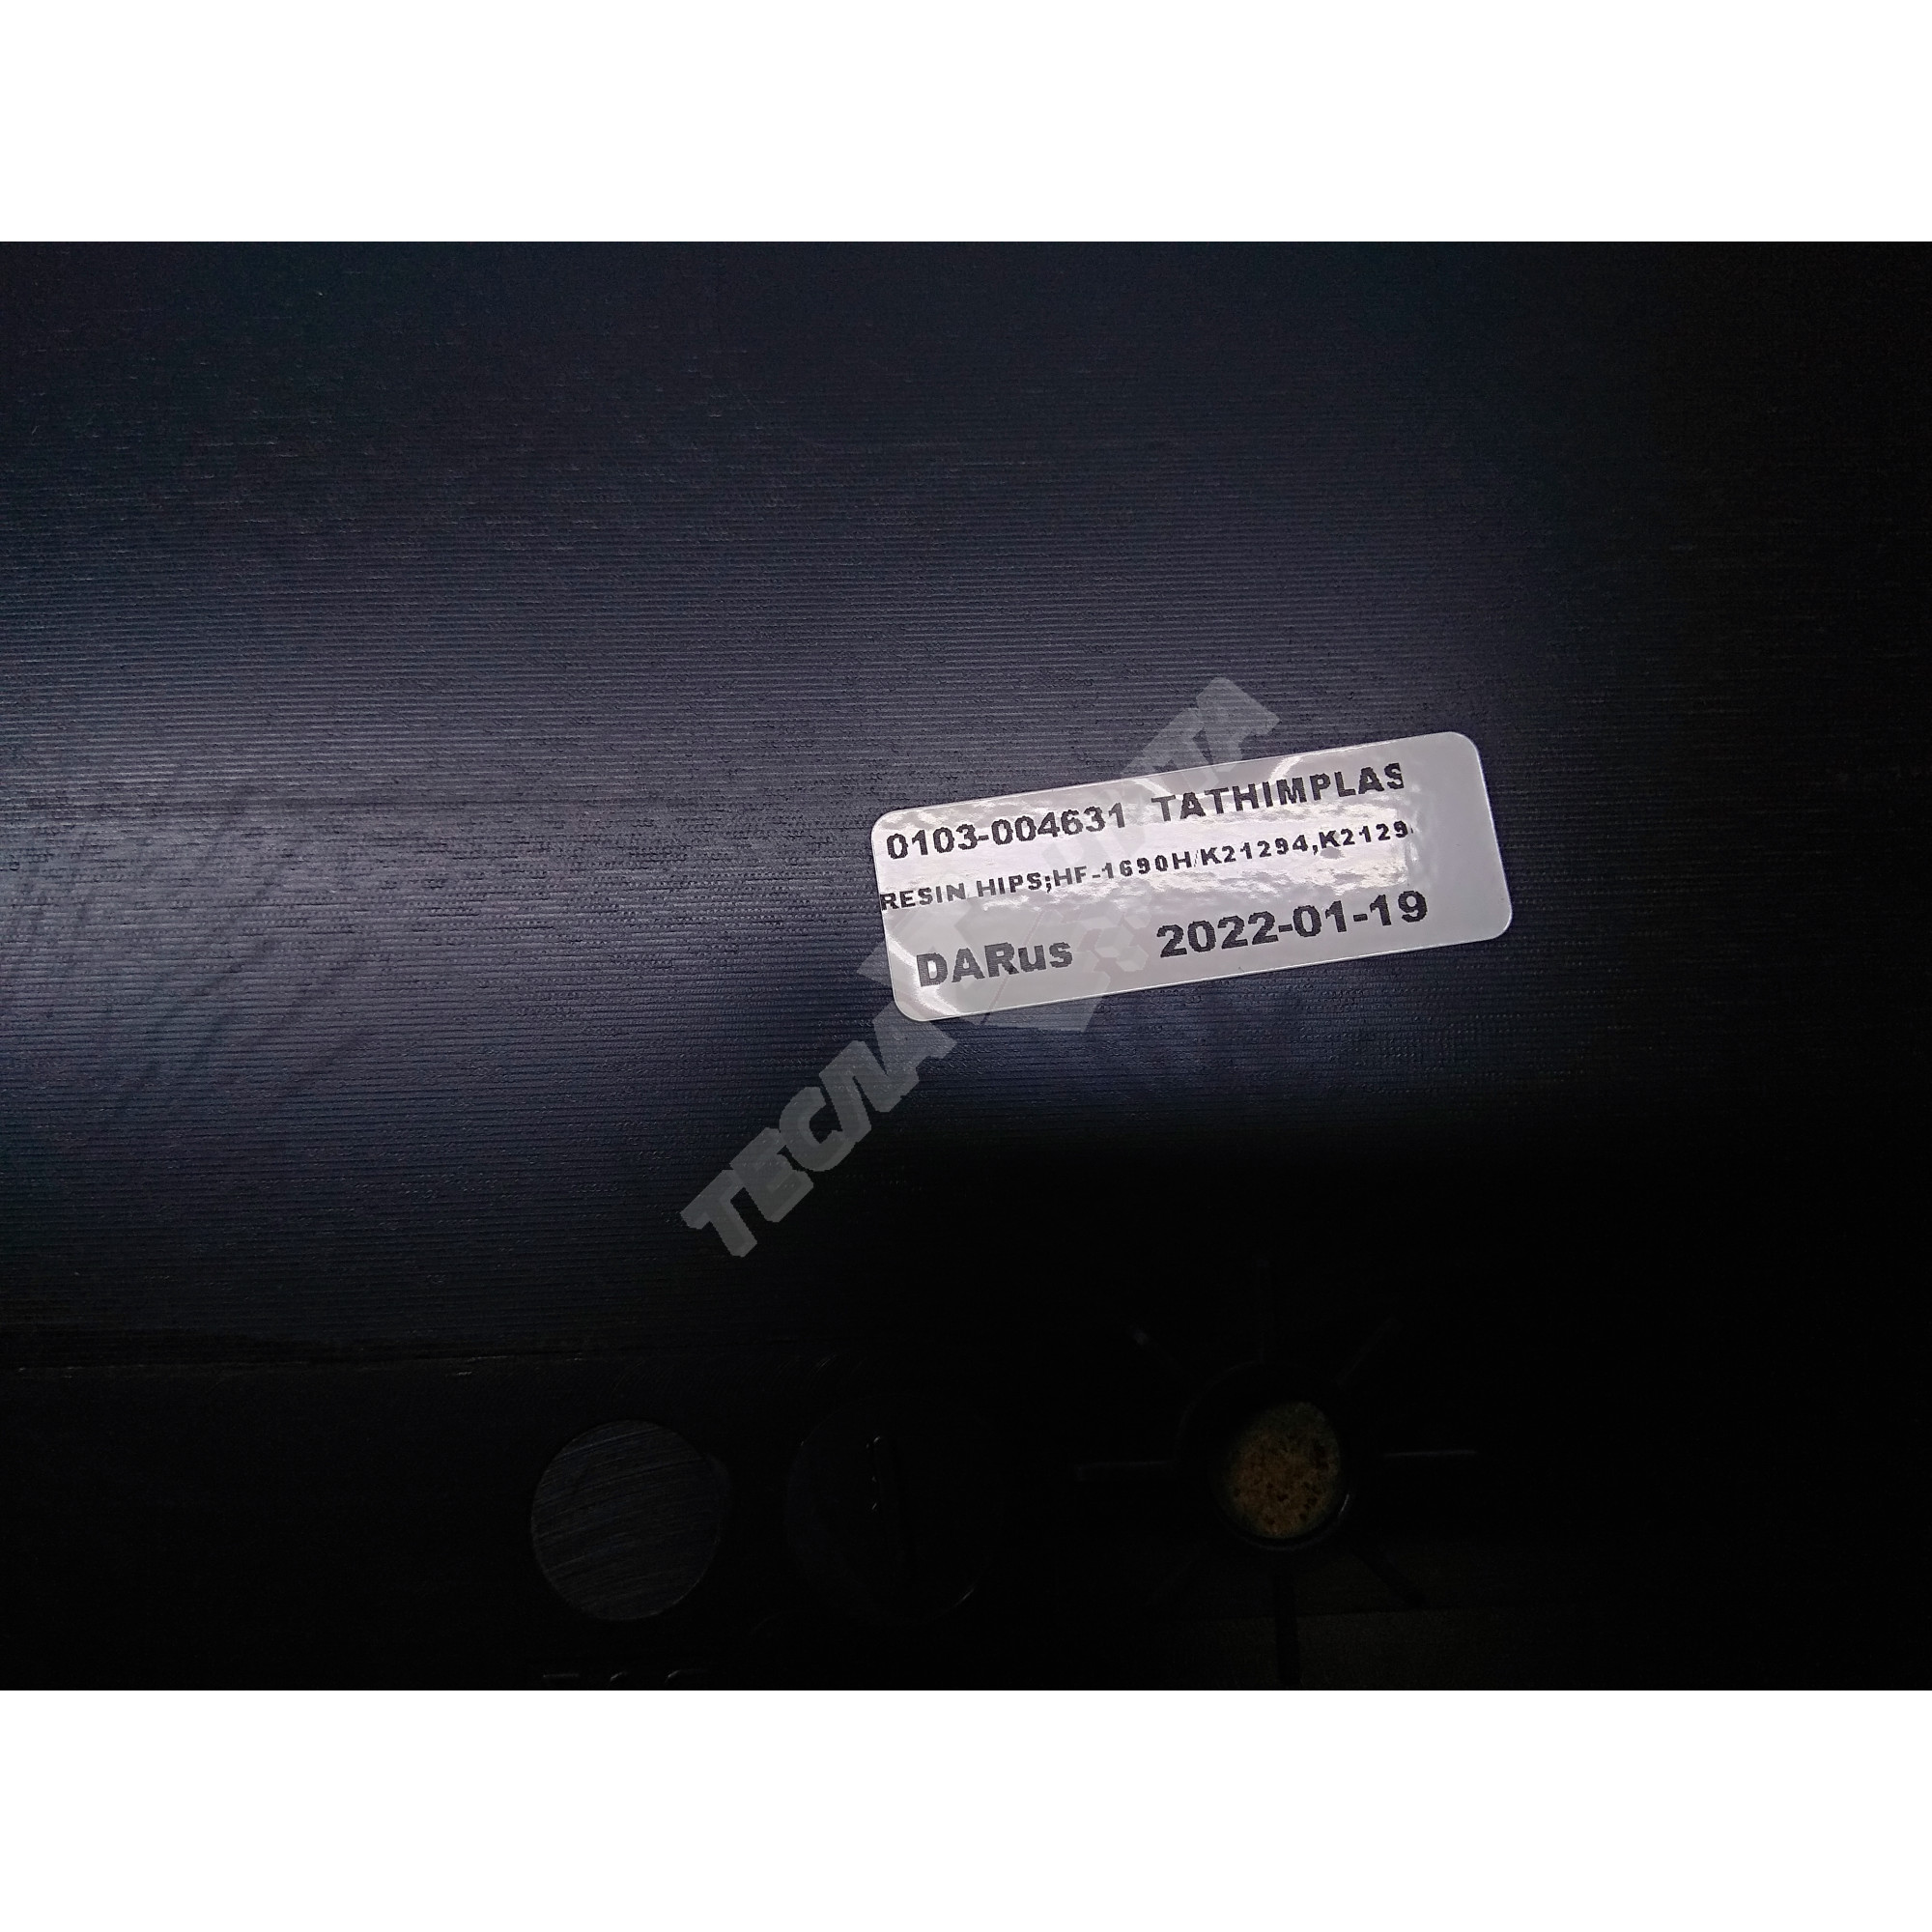 0103-004631 TATHIMPLAS
RESIN HIPS;HF-1690H/K21294,K2129
DARus 2022-01-19